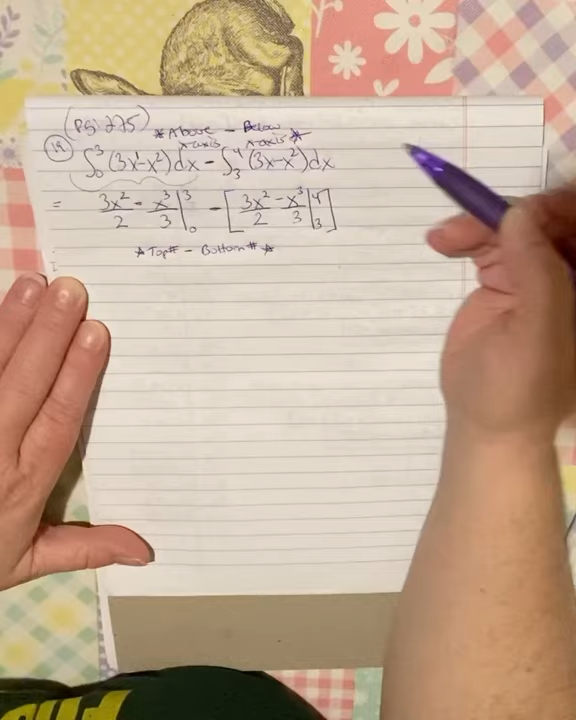 (Pg. 275)
*Above - Below*
x-axis x-axis
19 ∫₀³ (3x¹-x²)dx - ∫₃⁴ (3x-x²)dx
= 3x²/2 - x³/3 |₀³ - [3x²/2 - x³/3 |₃⁴]
*Top# - Bottom#*